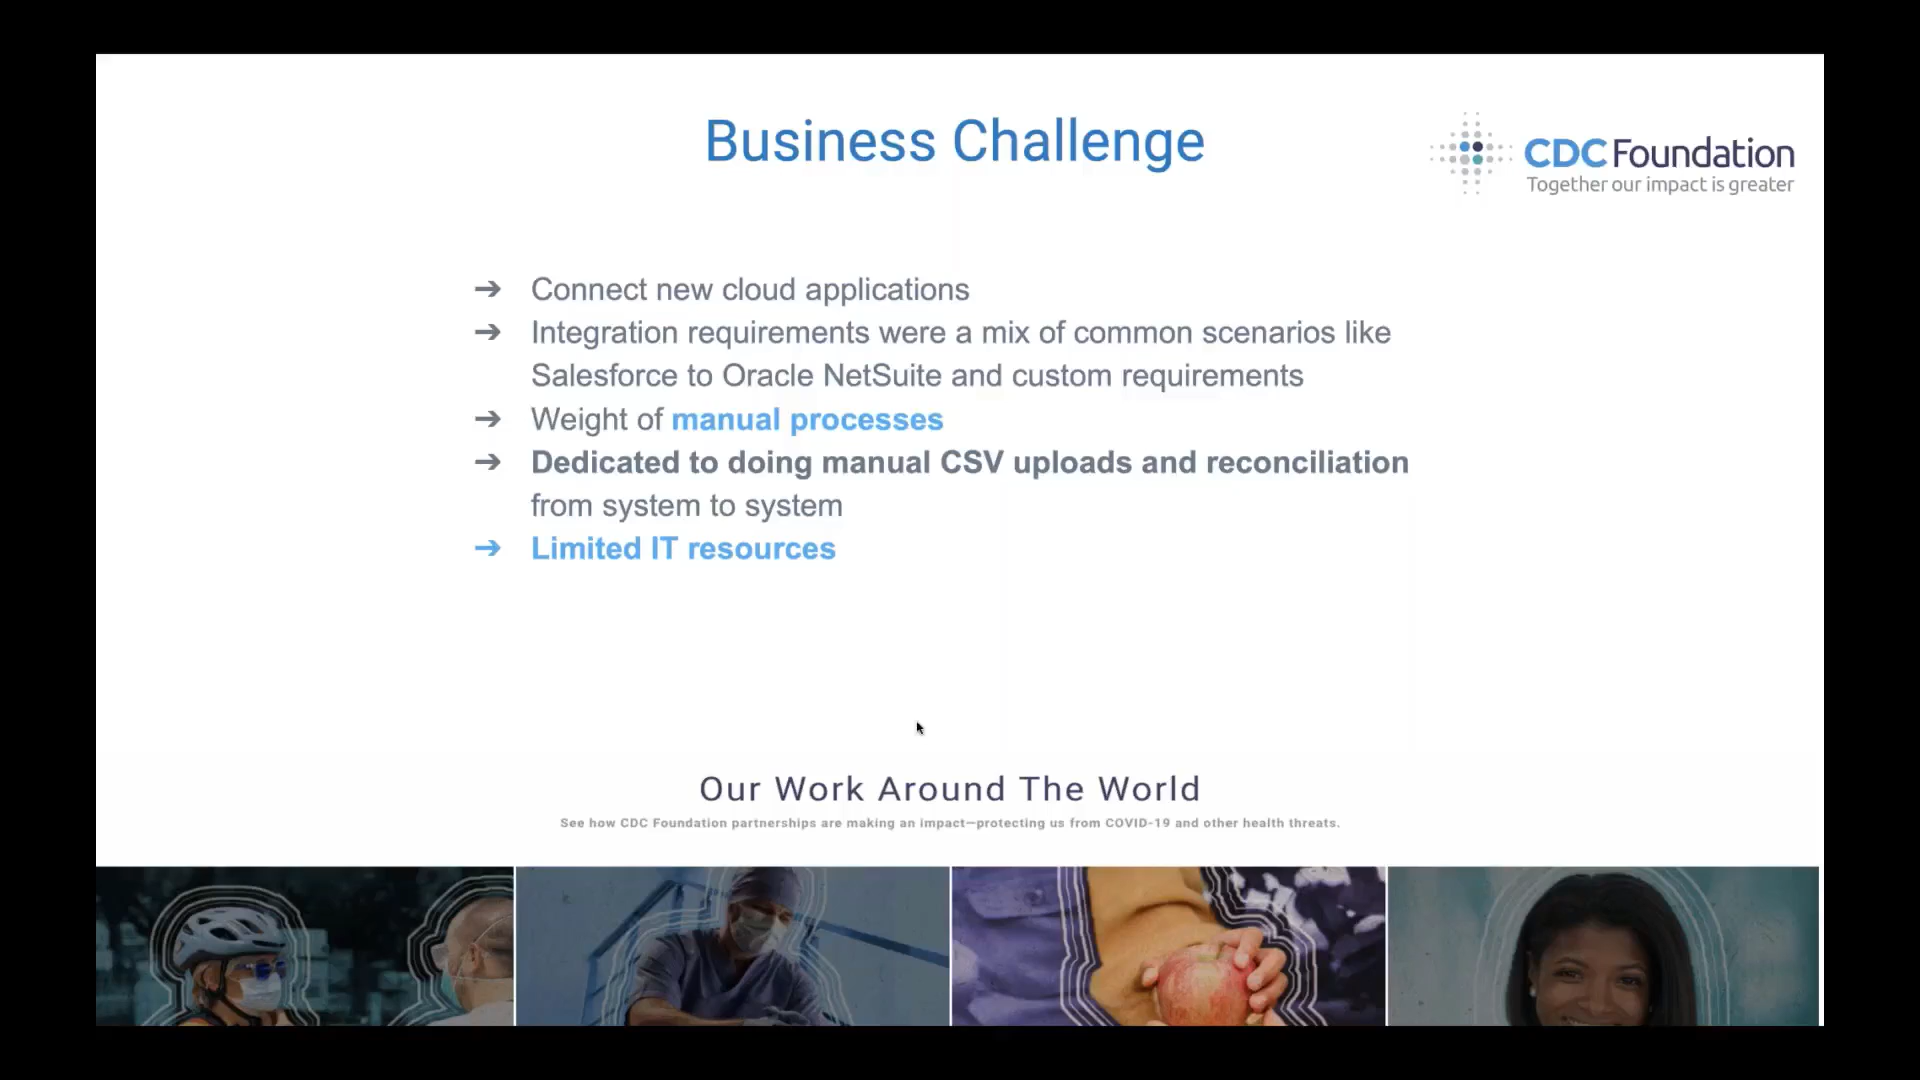 Business Challenge
CDC Foundation
Together our impact is greater
➔ Connect new cloud applications
➔ Integration requirements were a mix of common scenarios like
Salesforce to Oracle NetSuite and custom requirements
➔ Weight of manual processes
➔ Dedicated to doing manual CSV uploads and reconciliation
from system to system
➔ Limited IT resources
Our Work Around The World
See how CDC Foundation partnerships are making an impact—protecting us from COVID-19 and other health threats.